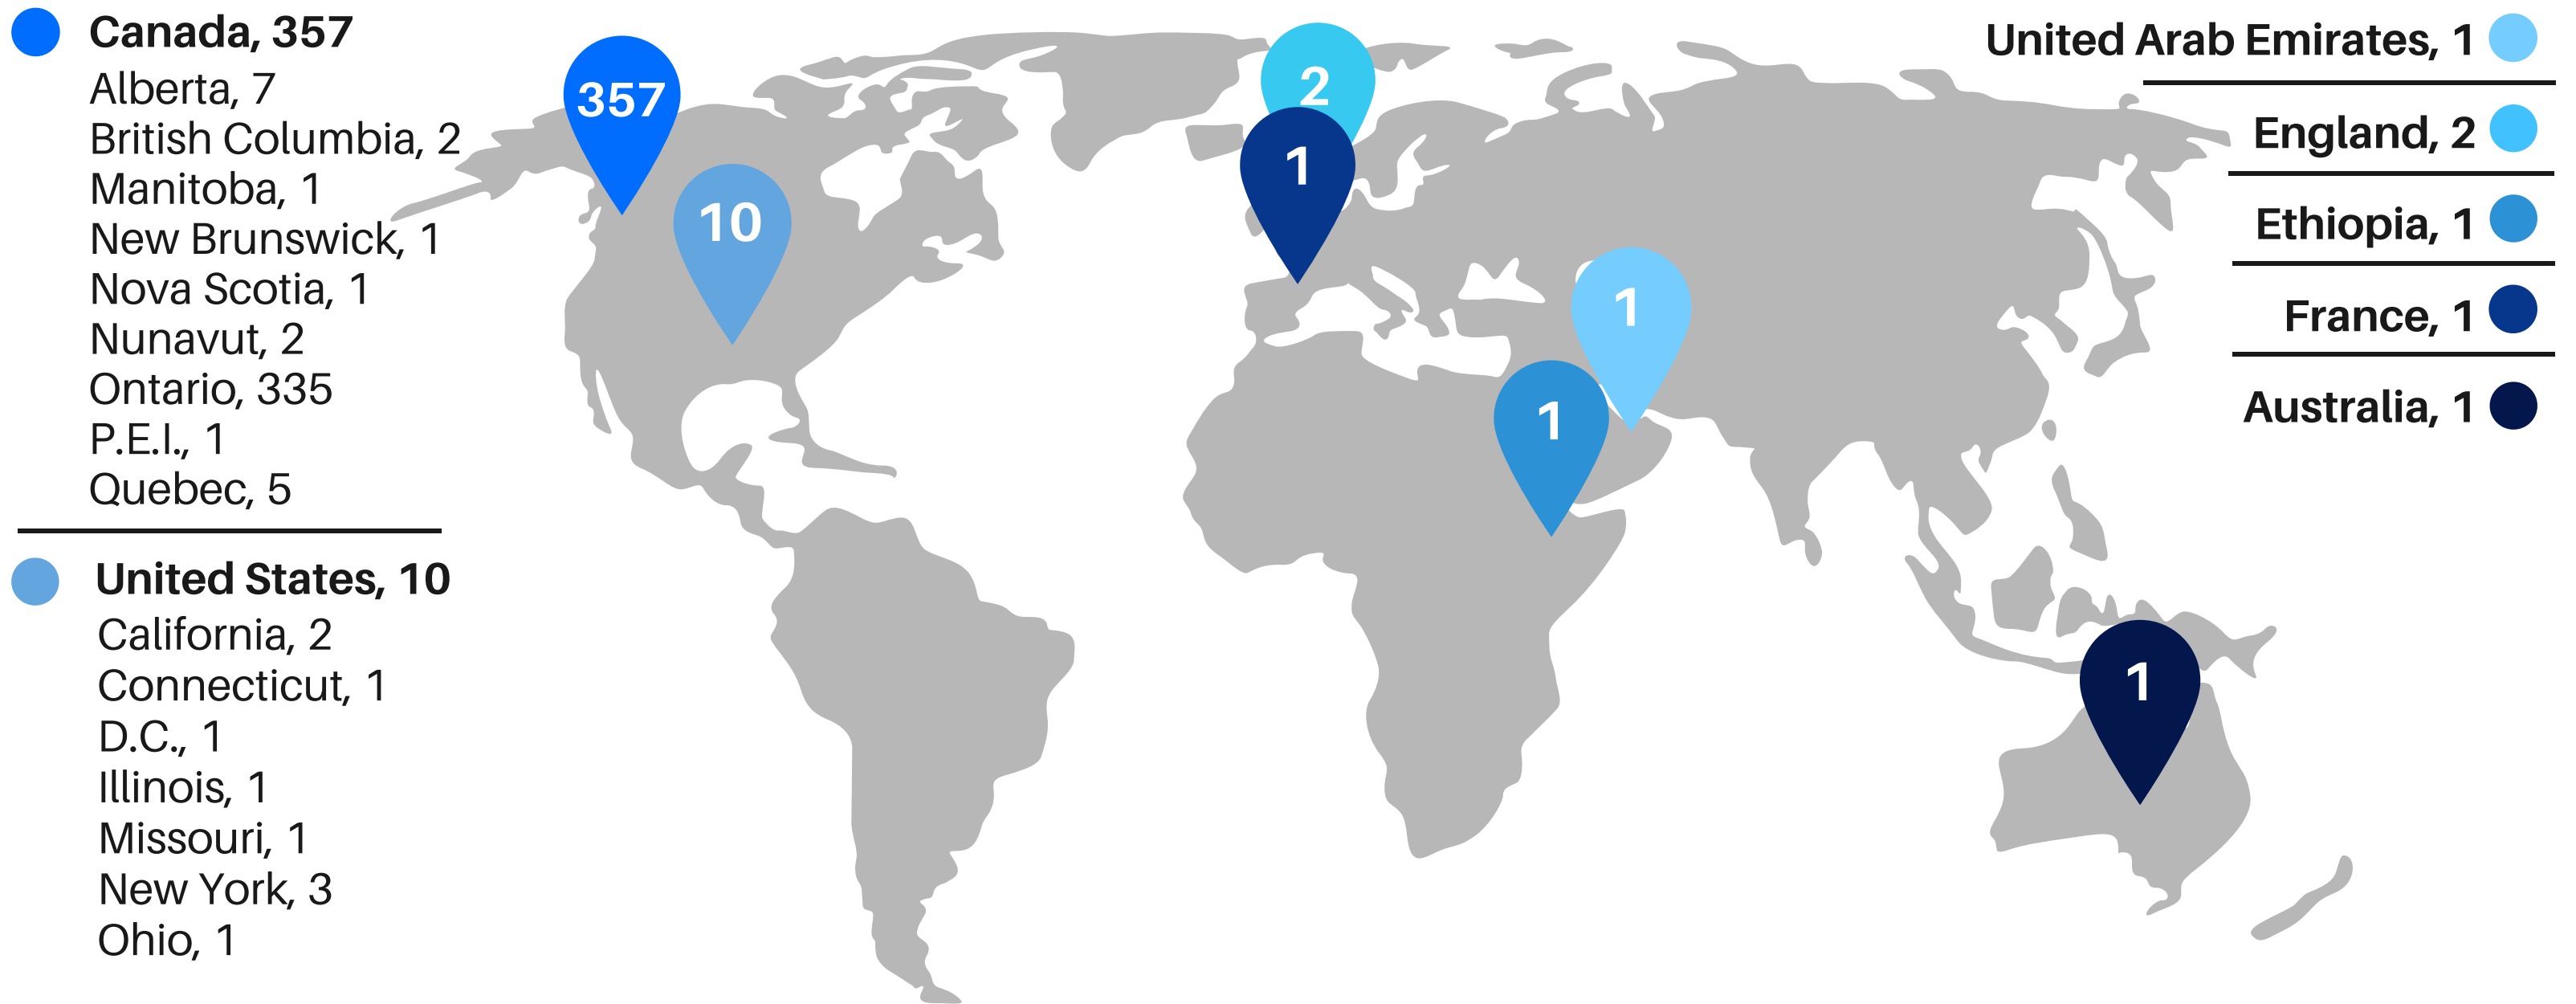 Canada, 357
Alberta, 7
British Columbia, 2
Manitoba, 1
New Brunswick, 1
Nova Scotia, 1
Nunavut, 2
Ontario, 335
P.E.I., 1
Quebec, 5
United States, 10
California, 2
Connecticut, 1
D.C., 1
Illinois, 1
Missouri, 1
New York, 3
Ohio, 1
357
10
2
1
1
1
1
United Arab Emirates, 1
England, 2
Ethiopia, 1
France, 1
Australia, 1